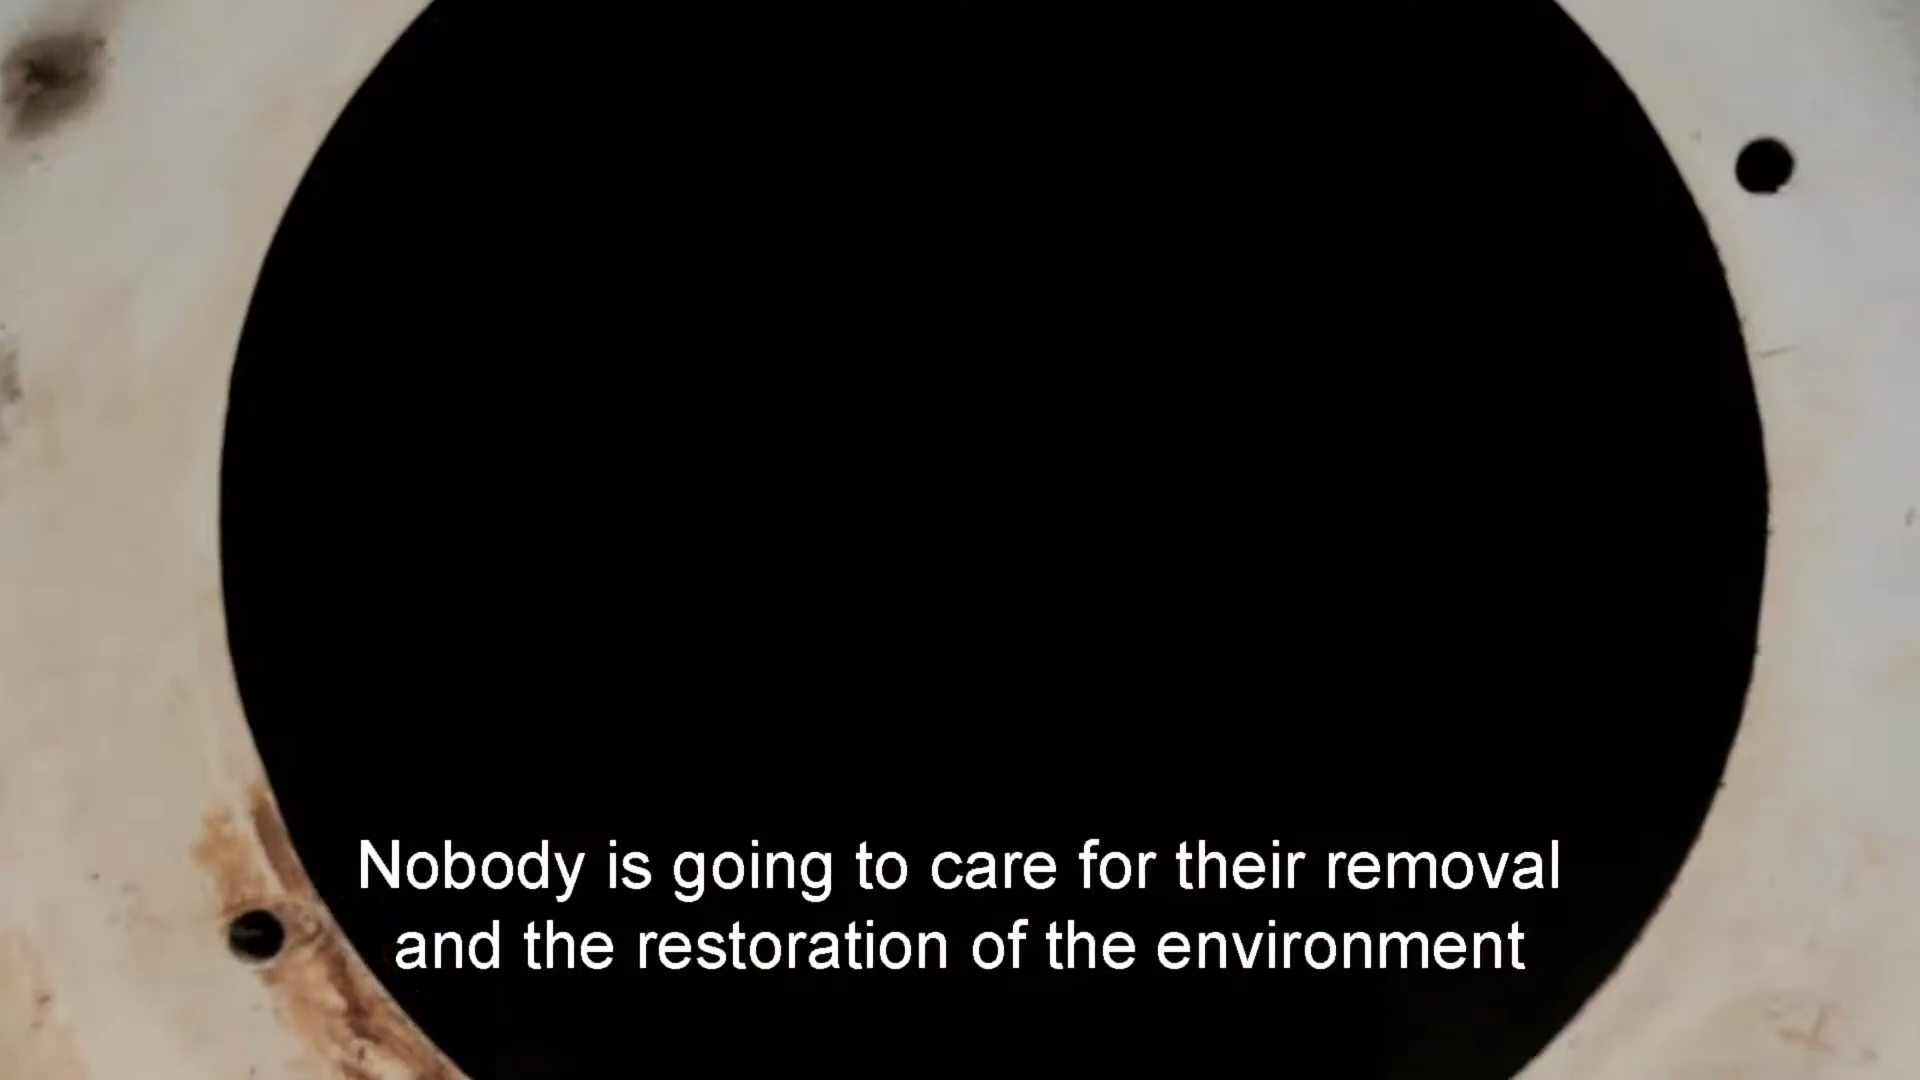 Nobody is going to care for their removal
and the restoration of the environment